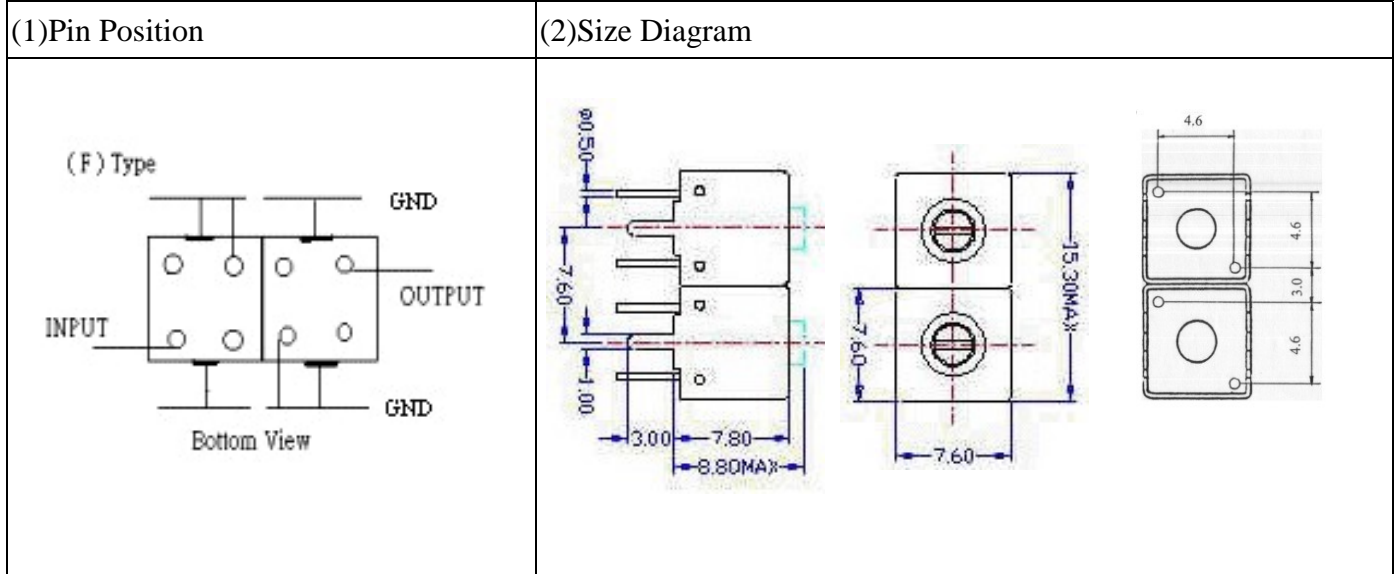 (1)Pin Position
(2)Size Diagram
(F) Type
GND
OUTPUT
INPUT
GND
Bottom View
ø0.50
7.60
1.00
3.00
7.80
8.80MAX
15.30MAX
7.60
7.60
4.6
4.6
3.0
4.6